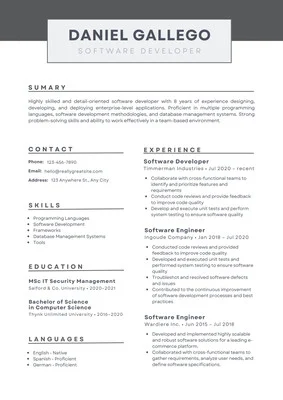 DANIEL GALLEGO
SOFTWARE DEVELOPER
SUMARY
Highly skilled and detail-oriented software developer with 8 years of experience designing,
developing, and deploying enterprise-level applications. Proficient in multiple programming
languages, software development methodologies, and database management systems. Strong
problem-solving skills and ability to work effectively in a team-based environment.
CONTACT
Phone: 123-456-7890
Email: hello@reallygreatsite.com
Address: 123 Anywhere St., Any City
SKILLS
• Programming Languages
• Software Development
• Frameworks
• Database Management Systems
• Tools
EDUCATION
MSc IT Security Management
Salford & Co. University - 2020-2021
Bachelor of Science
in Computer Science
Thynk Unlimited University - 2016-2020
LANGUAGES
• English - Native
• Spanish - Proficient
• German - Proficient
EXPERIENCE
Software Developer
Timmerman Industries • Jul 2020 - recent
• Collaborate with cross-functional teams to
identify and prioritize features and
requirements
• Conduct code reviews and provide feedback
to improve code quality
• Develop and execute unit tests and perform
system testing to ensure software quality
Software Engineer
Ingoude Company • Jan 2018 - Jul 2020
• Conducted code reviews and provided
feedback to improve code quality
• Developed and executed unit tests and
performed system testing to ensure software
quality
• Troubleshot and resolved software defects
and issues
• Contributed to the continuous improvement
of software development processes and best
practices
Software Engineer
Wardiere Inc. • Jun 2015 - Jul 2018
• Developed and implemented highly scalable
and robust software solutions for a leading e-
commerce platform.
• Collaborated with cross-functional teams to
gather requirements, analyze user needs, and
define software specifications.